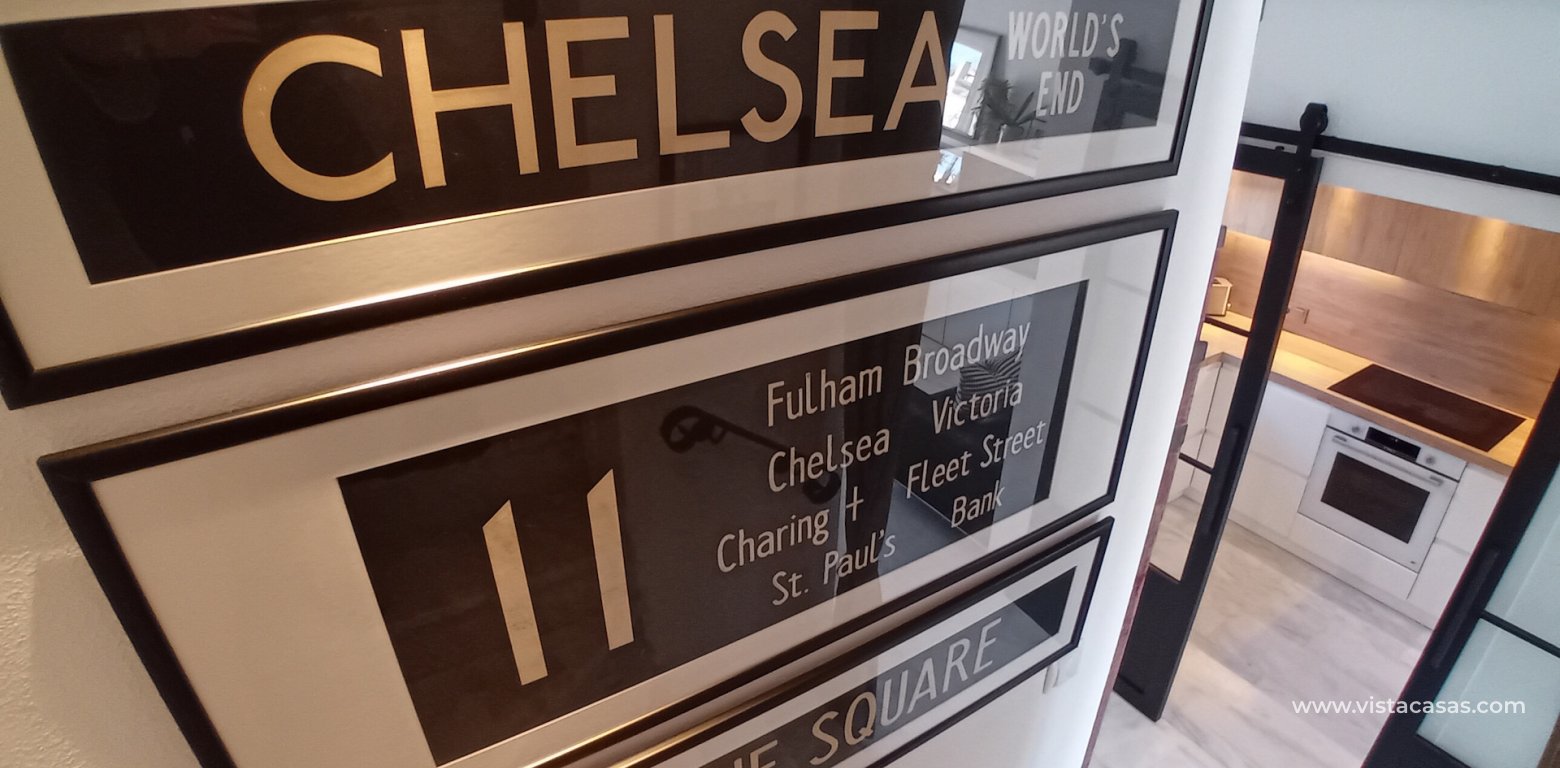 CHELSEA
WORLD'S
END
11
Fulham Broadway
Chelsea Victoria
Charing + Fleet Street
St. Paul's Bank
SQUARE
www.vistacasas.com